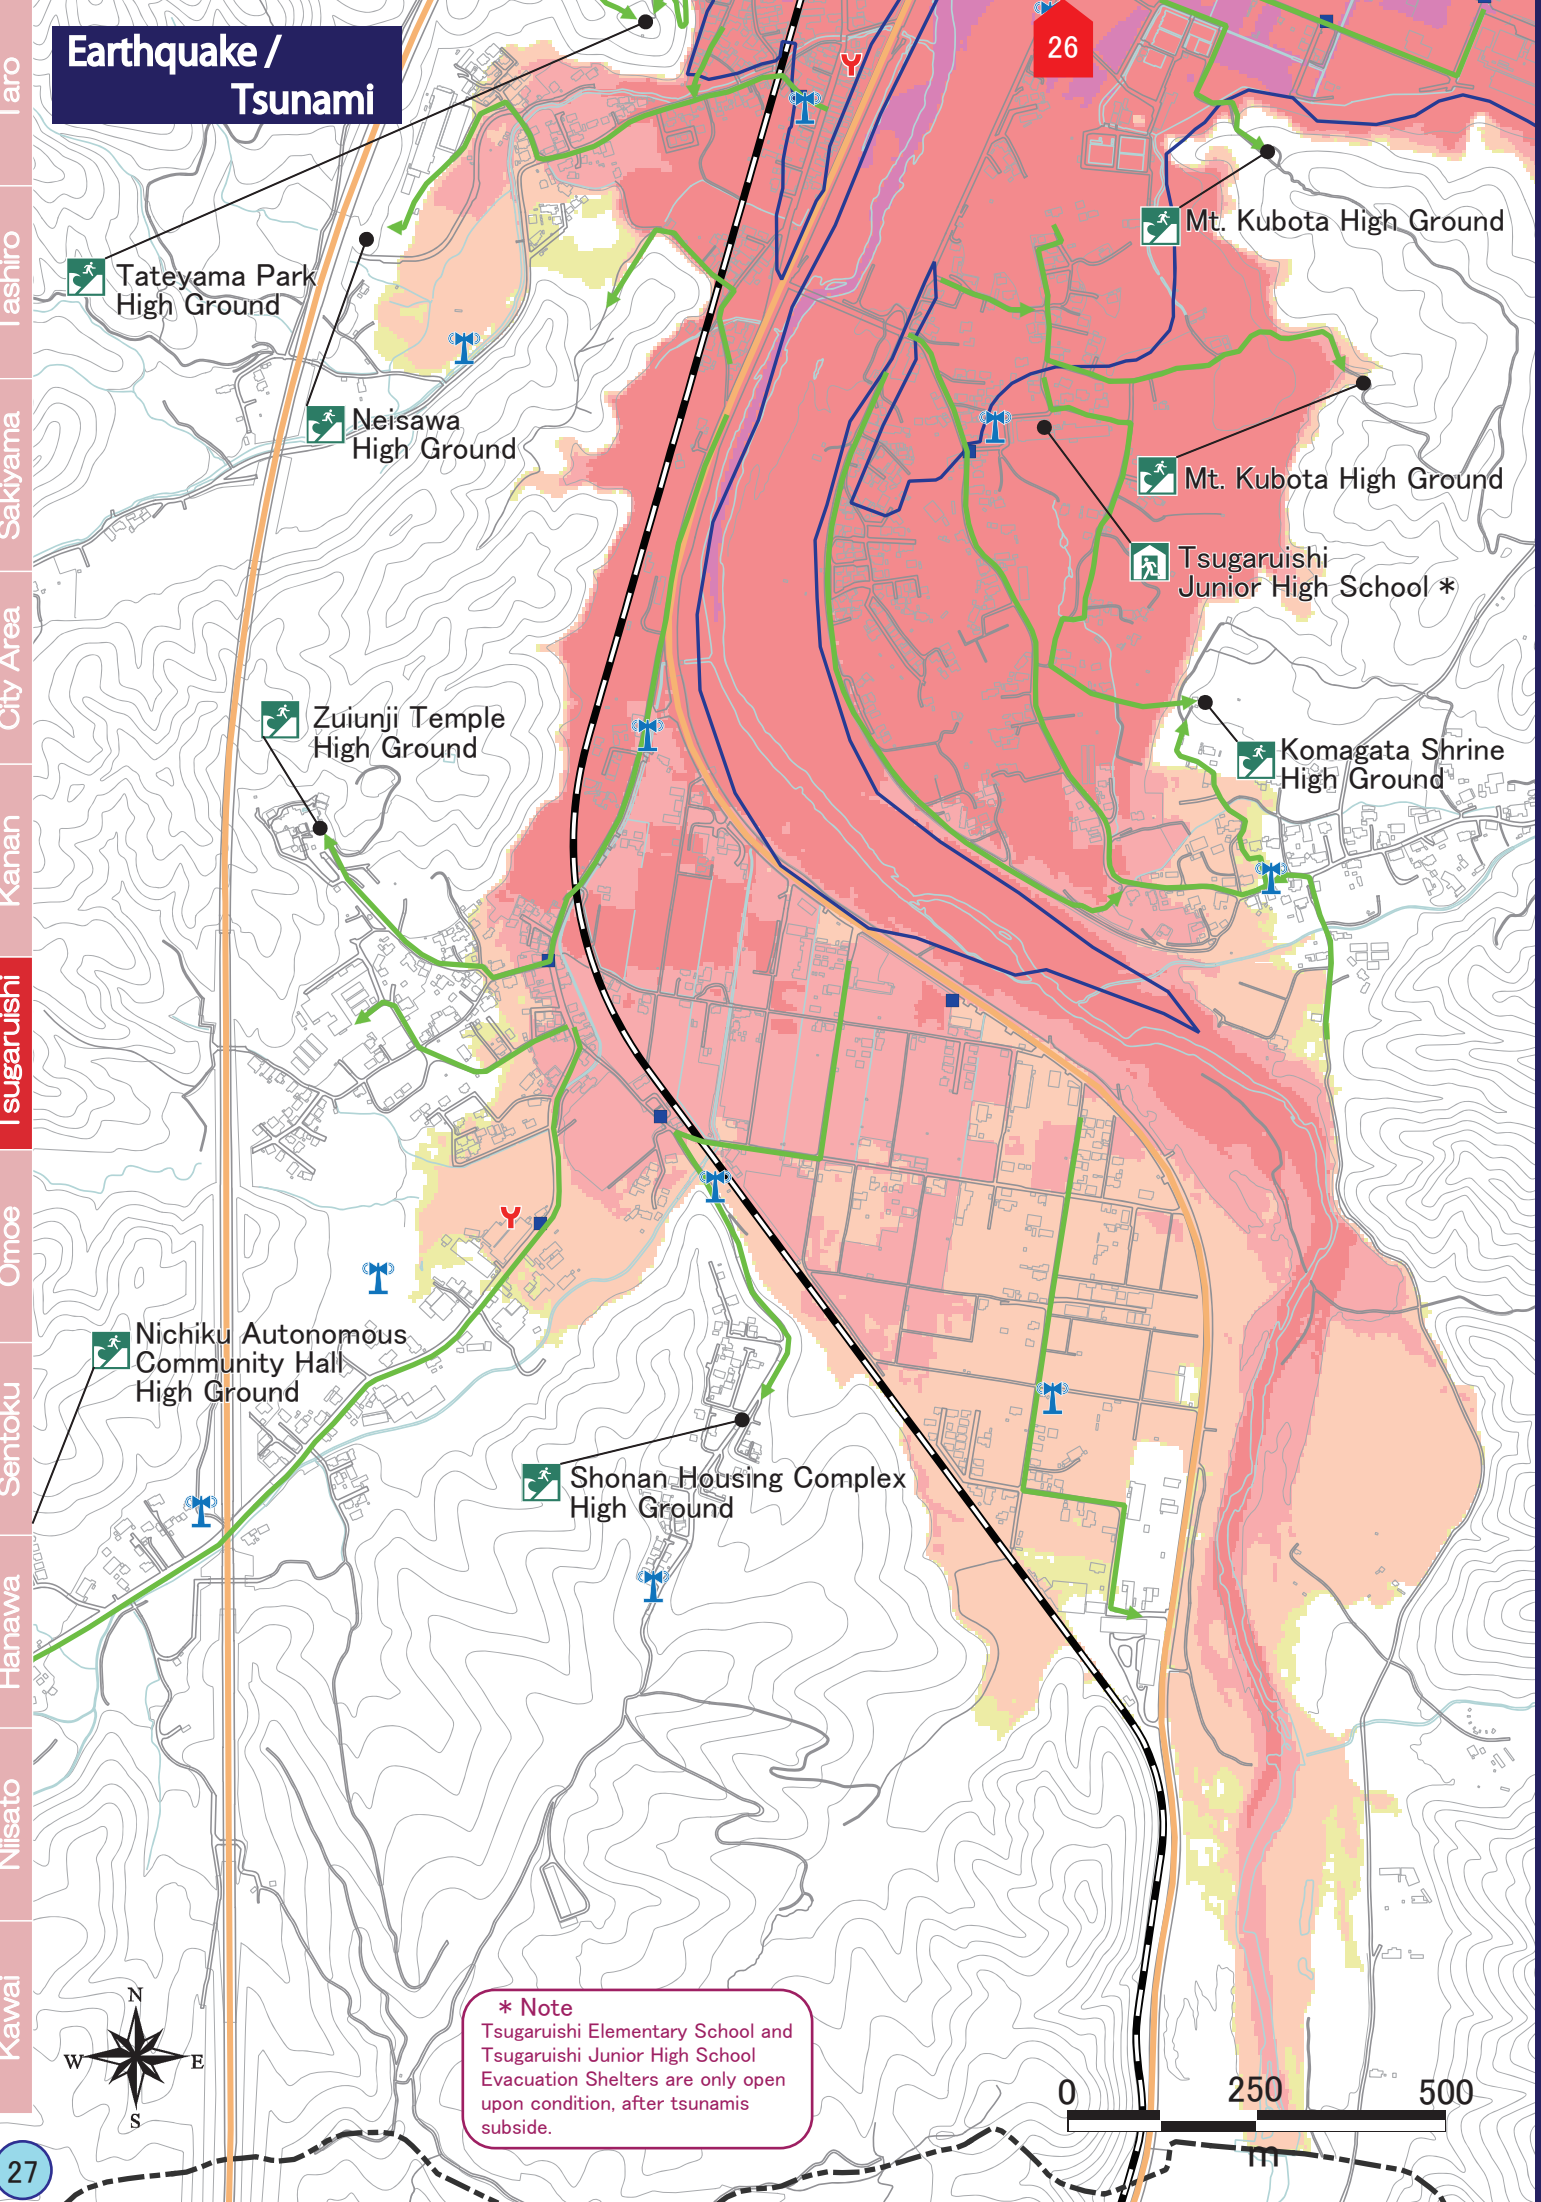 Earthquake /
Tsunami
26
Mt. Kubota High Ground
Tateyama Park
High Ground
Neisawa
High Ground
Mt. Kubota High Ground
Tsugaruishi
Junior High School *
Zuiunji Temple
High Ground
Komagata Shrine
High Ground
Nichiku Autonomous
Community Hall
High Ground
Shonan Housing Complex
High Ground
* Note
Tsugaruishi Elementary School and
Tsugaruishi Junior High School
Evacuation Shelters are only open
upon condition, after tsunamis
subside.
N
W
E
S
0
250
500
m
Taro
Tashiro
Sakiyama
City Area
Kanan
Tsugaruishi
Omoe
Sentoku
Hanawa
Niisato
Kawai
27